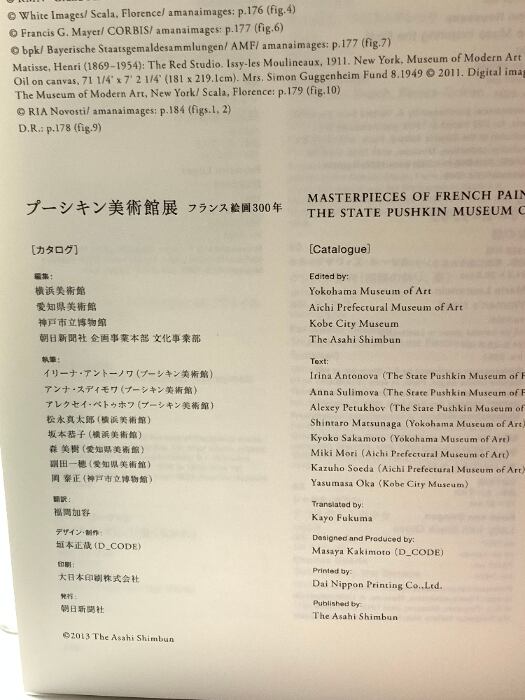 © White Images/ Scala, Florence/ amanaimages: p.176 (fig.4)
© Francis G. Mayer/ CORBIS/ amanaimages: p.177 (fig.6)
© bpk/ Bayerische Staatsgemaldesammlungen/ AMF/ amanaimages: p.177 (fig.7)
Matisse, Henri (1869–1954): The Red Studio. Issy-les Moulineaux, 1911. New York, Museum of Modern A
Oil on canvas, 71 1/4' x 7' 2 1/4' (181 x 219.1cm). Mrs. Simon Guggenheim Fund 8.1949 © 2011. Digital ima
The Museum of Modern Art, New York/ Scala, Florence: p.179 (fig.10)
© RIA Novosti/ amanaimages: p.184 (figs.1, 2)
D.R.: p.178 (fig.9)
プーシキン美術館展 フランス絵画300年
[カタログ]
編集:
横浜美術館
愛知県美術館
神戸市立博物館
朝日新聞社 企画事業本部 文化事業部
執筆:
イリーナ・アントーノワ(プーシキン美術館)
アンナ・スディモワ(プーシキン美術館)
アレクセイ・ペトゥホフ(プーシキン美術館)
松永真太郎(横浜美術館)
坂本恭子(横浜美術館)
森 美樹(愛知県美術館)
副田一穂(愛知県美術館)
岡 泰正(神戸市立博物館)
翻訳:
福間加容
デザイン・制作:
垣本正哉(D_CODE)
印刷:
大日本印刷株式会社
発行:
朝日新聞社
©2013 The Asahi Shimbun
MASTERPIECES OF FRENCH PAIN
THE STATE PUSHKIN MUSEUM O
[Catalogue]
Edited by:
Yokohama Museum of Art
Aichi Prefectural Museum of Art
Kobe City Museum
The Asahi Shimbun
Text:
Irina Antonova (The State Pushkin Museum of F
Anna Sulimova (The State Pushkin Museum of F
Alexey Petukhov (The State Pushkin Museum of
Shintaro Matsunaga (Yokohama Museum of Art)
Kyoko Sakamoto (Yokohama Museum of Art)
Miki Mori (Aichi Prefectural Museum of Art)
Kazuho Soeda (Aichi Prefectural Museum of Art)
Yasumasa Oka (Kobe City Museum)
Translated by:
Kayo Fukuma
Designed and Produced by:
Masaya Kakimoto (D_CODE)
Printed by:
Dai Nippon Printing Co.,Ltd.
Published by:
The Asahi Shimbun